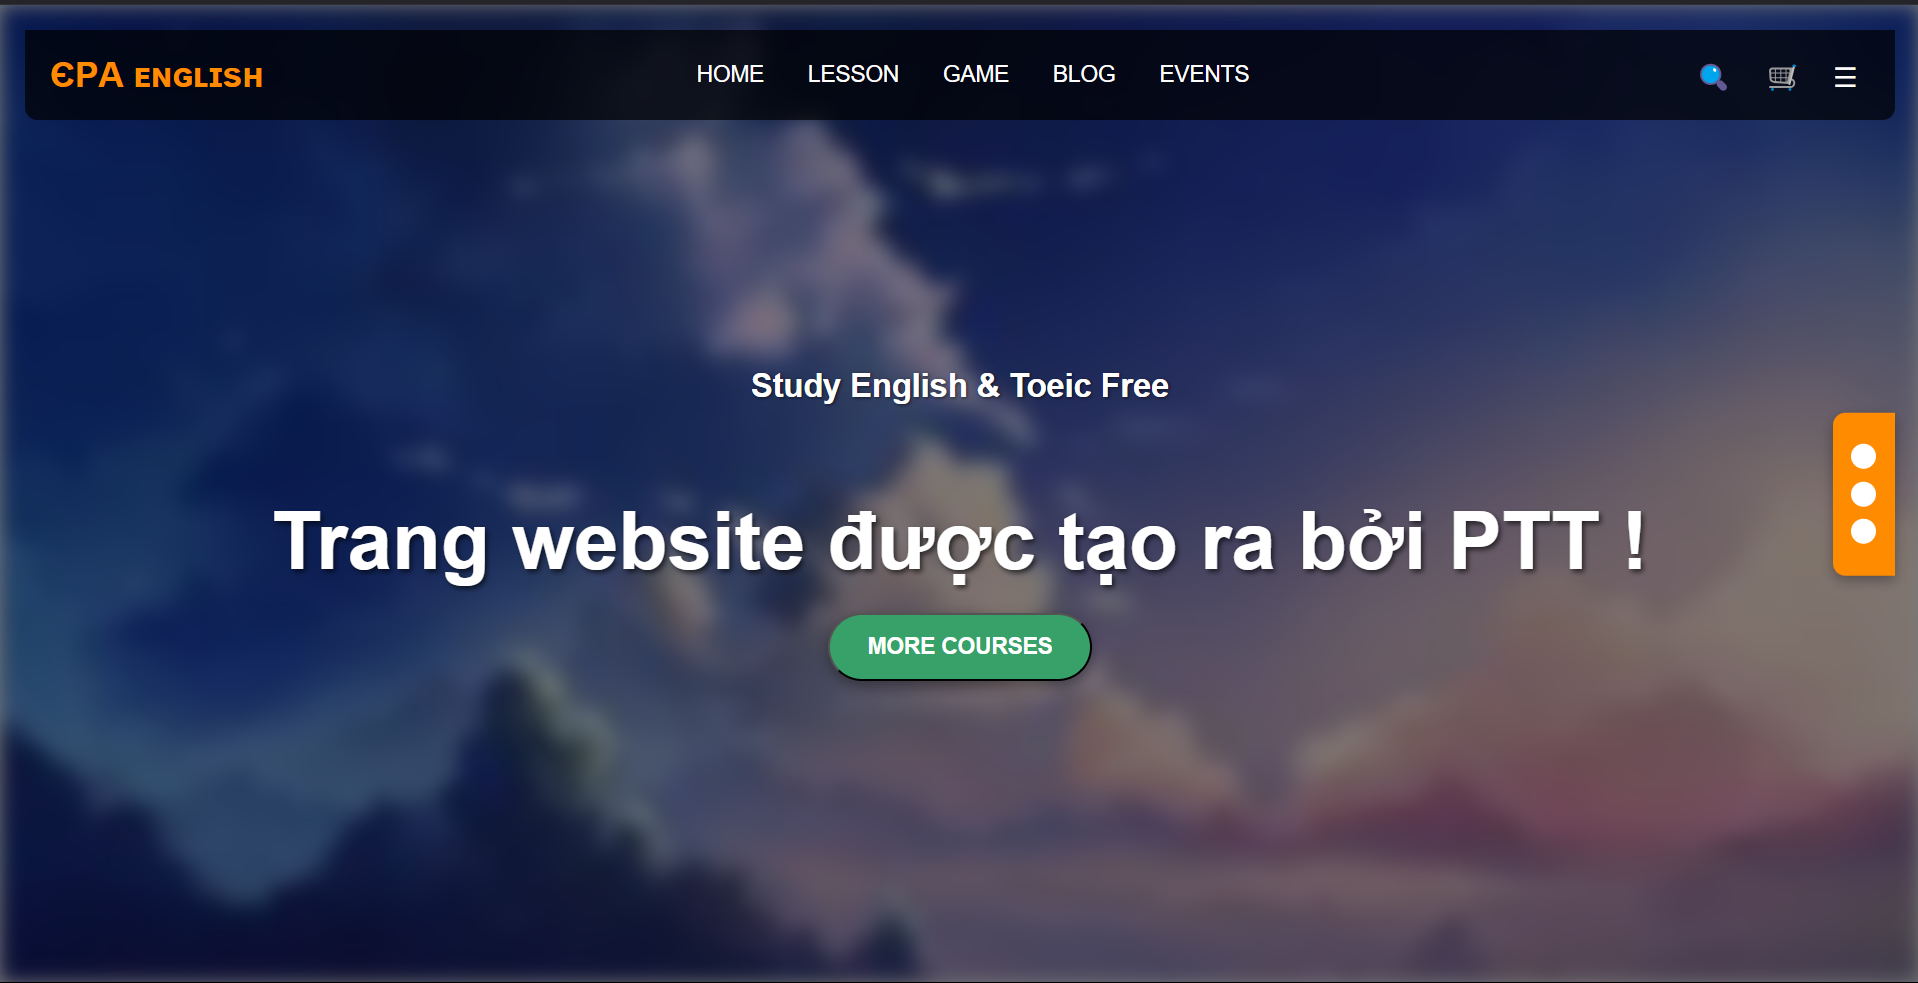 ЄPA ENGLISH
HOME LESSON GAME BLOG EVENTS
Study English & Toeic Free
Trang website được tạo ra bởi PTT !
MORE COURSES